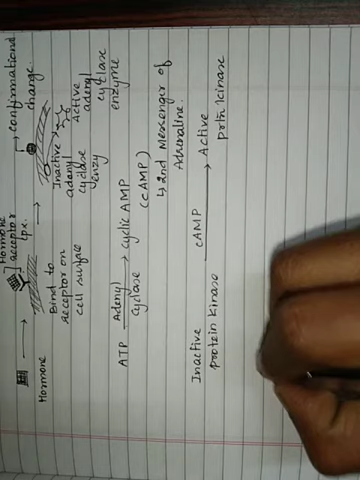 Hormone
receptor
cpx.
confirmational
change.
Hormone
Bind to
receptor on
cell surface
Inactive
adenyl
cyclase
enzy
Active
adenyl
cyclase
enzyme
ATP Adenyl cyclic AMP
cyclase (cAMP)
↳ 2nd Messenger of
Adrenaline.
Inactive cAMP Active
protein kinase protn kinase